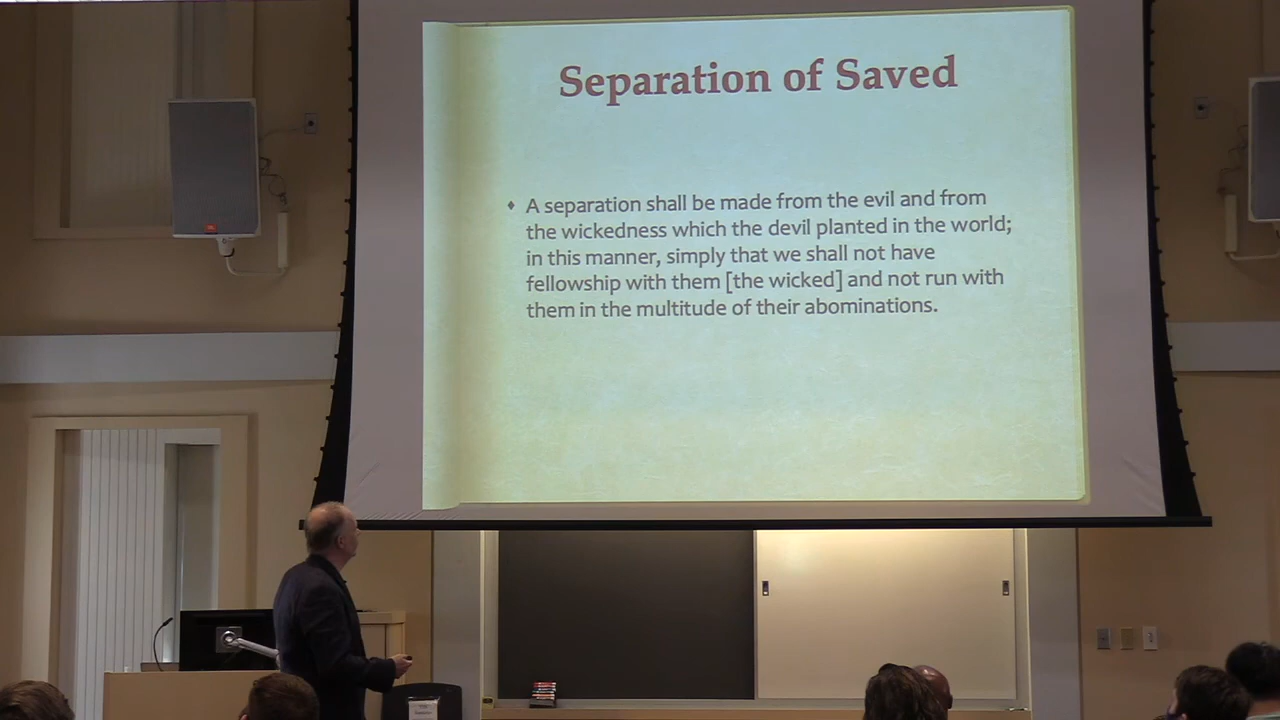 Separation of Saved
A separation shall be made from the evil and from
the wickedness which the devil planted in the world;
in this manner, simply that we shall not have
fellowship with them [the wicked] and not run with
them in the multitude of their abominations.